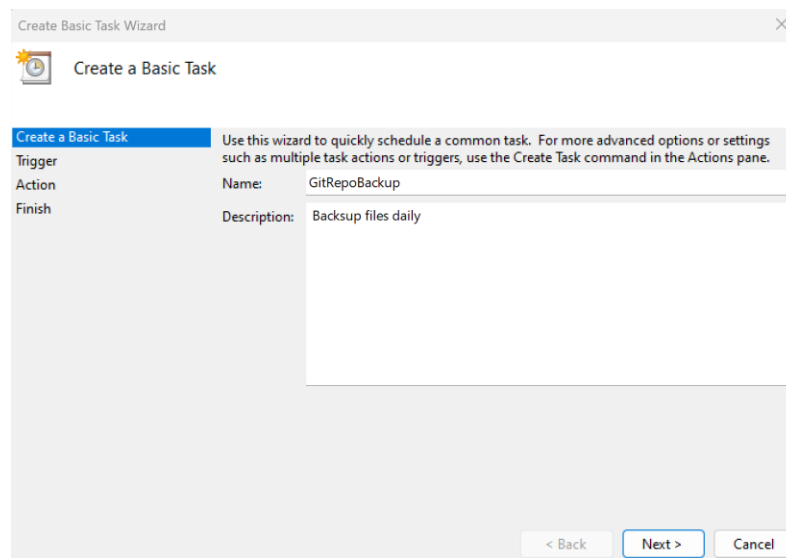 Create Basic Task Wizard
Create a Basic Task
Create a Basic Task
Trigger
Action
Finish
Use this wizard to quickly schedule a common task.  For more advanced options or settings
such as multiple task actions or triggers, use the Create Task command in the Actions pane.
Name: GitRepoBackup
Description: Backsup files daily
< Back Next > Cancel